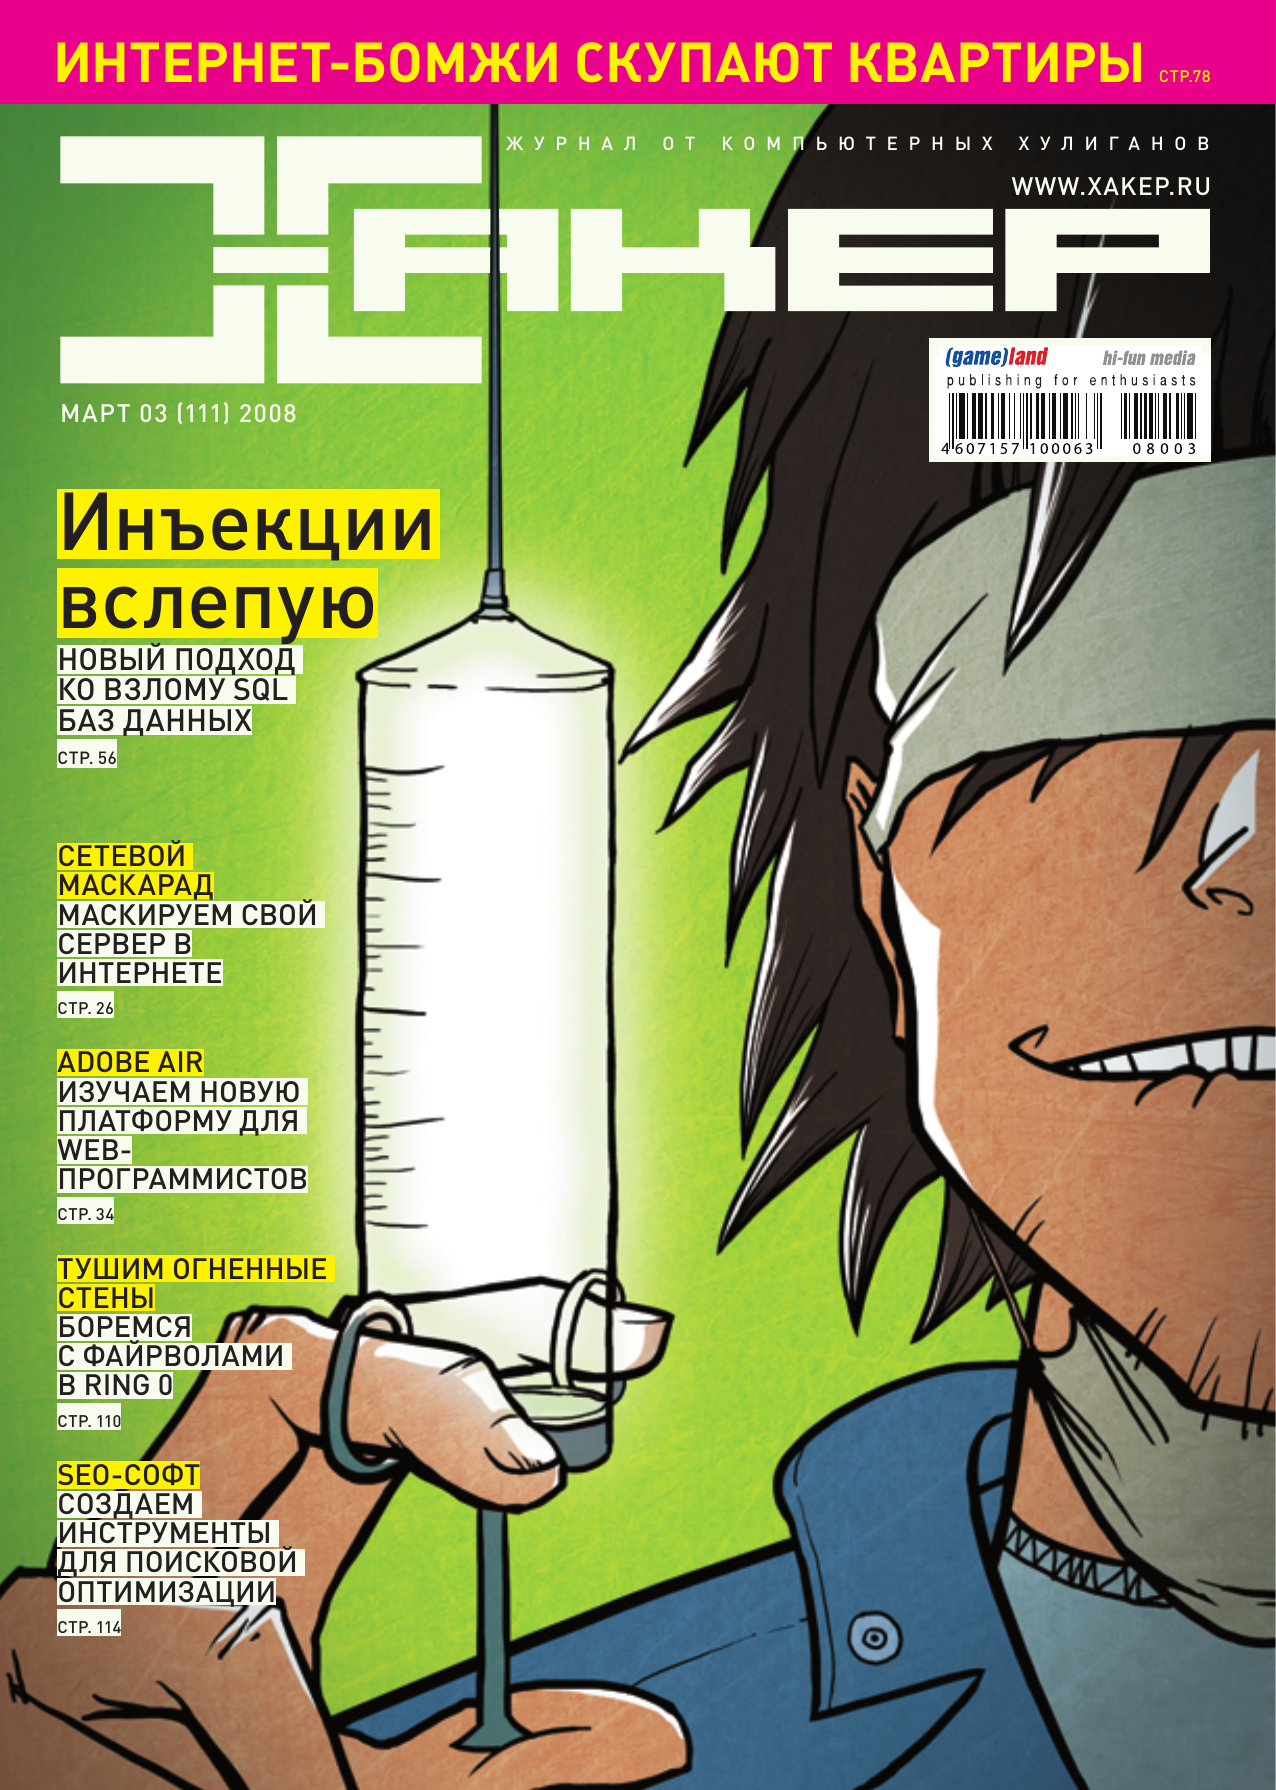 ИНТЕРНЕТ-БОМЖИ СКУПАЮТ КВАРТИРЫ СТР.78
ЖУРНАЛ ОТ КОМПЬЮТЕРНЫХ ХУЛИГАНОВ
WWW.XAKEP.RU
ХАКЕР
(game)land hi-fun media
publishing for enthusiasts
4 607157 100063 08003
МАРТ 03 (111) 2008
Инъекции
вслепую
НОВЫЙ ПОДХОД
КО ВЗЛОМУ SQL
БАЗ ДАННЫХ
СТР. 56
СЕТЕВОЙ
МАСКАРАД
МАСКИРУЕМ СВОЙ
СЕРВЕР В
ИНТЕРНЕТЕ
СТР. 26
ADOBE AIR
ИЗУЧАЕМ НОВУЮ
ПЛАТФОРМУ ДЛЯ
WEB-
ПРОГРАММИСТОВ
СТР. 34
ТУШИМ ОГНЕННЫЕ
СТЕНЫ
БОРЕМСЯ
С ФАЙРВОЛАМИ
В RING 0
СТР. 110
SEO-СОФТ
СОЗДАЕМ
ИНСТРУМЕНТЫ
ДЛЯ ПОИСКОВОЙ
ОПТИМИЗАЦИИ
СТР. 114